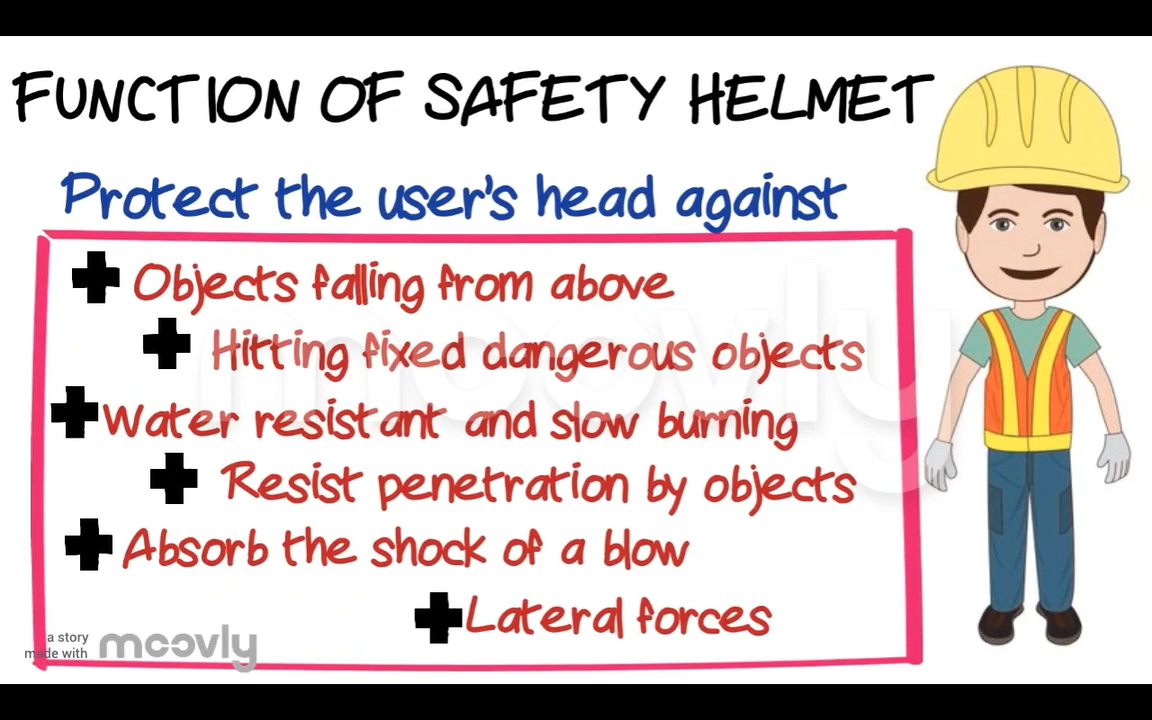 FUNCTION OF SAFETY HELMET
Protect the user's head against
Objects falling from above
Hitting fixed dangerous objects
Water resistant and slow burning
Resist penetration by objects
Absorb the shock of a blow
Lateral forces
a story
made with moovly
moovly